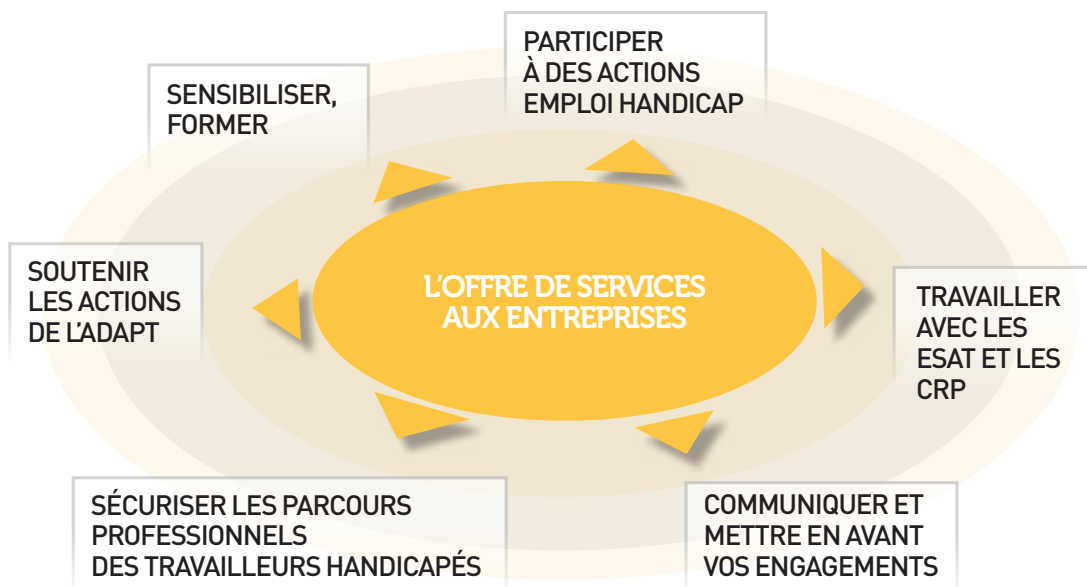 PARTICIPER
À DES ACTIONS
EMPLOI HANDICAP
SENSIBILISER,
FORMER
SOUTENIR
LES ACTIONS
DE L'ADAPT
L'OFFRE DE SERVICES
AUX ENTREPRISES
TRAVAILLER
AVEC LES
ESAT ET LES
CRP
SÉCURISER LES PARCOURS
PROFESSIONNELS
DES TRAVAILLEURS HANDICAPÉS
COMMUNIQUER ET
METTRE EN AVANT
VOS ENGAGEMENTS